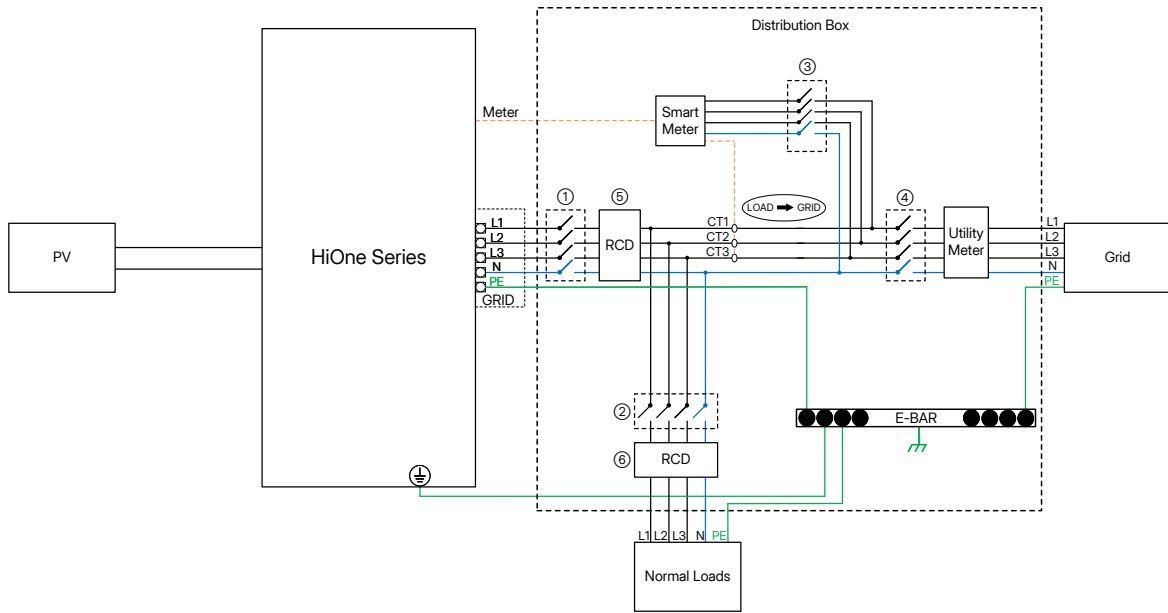 Distribution Box
③
Meter
Smart
Meter
①
⑤
LOAD ➡ GRID
④
L1
L2
L3
N
PE
GRID
RCD
CT1
CT2
CT3
Utility
Meter
L1
L2
L3
N
PE
PV
HiOne Series
Grid
②
E-BAR
⑥
RCD
L1 L2 L3 N PE
Normal Loads